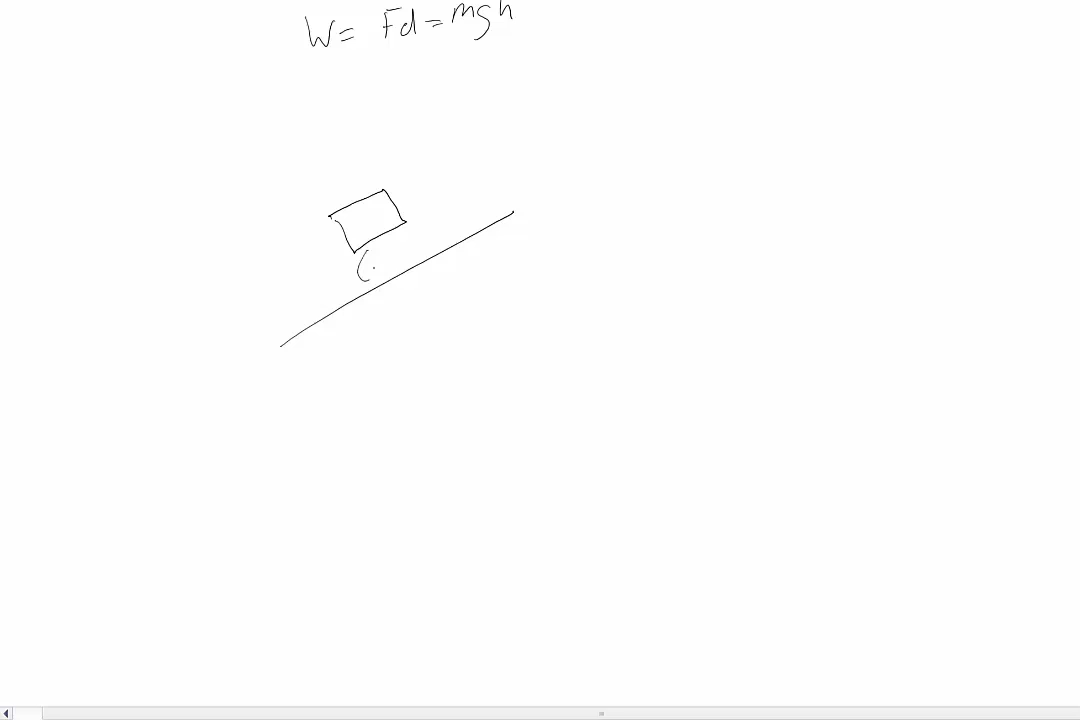 W = Fd = mgh